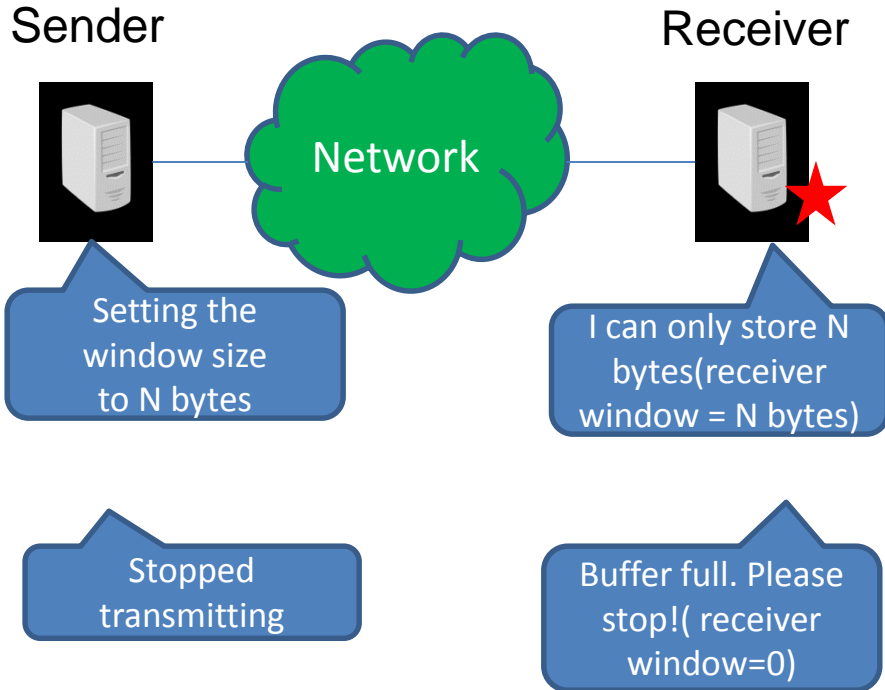 Sender
Receiver
Network
Setting the
window size
to N bytes
I can only store N
bytes(receiver
window = N bytes)
Stopped
transmitting
Buffer full. Please
stop!( receiver
window=0)